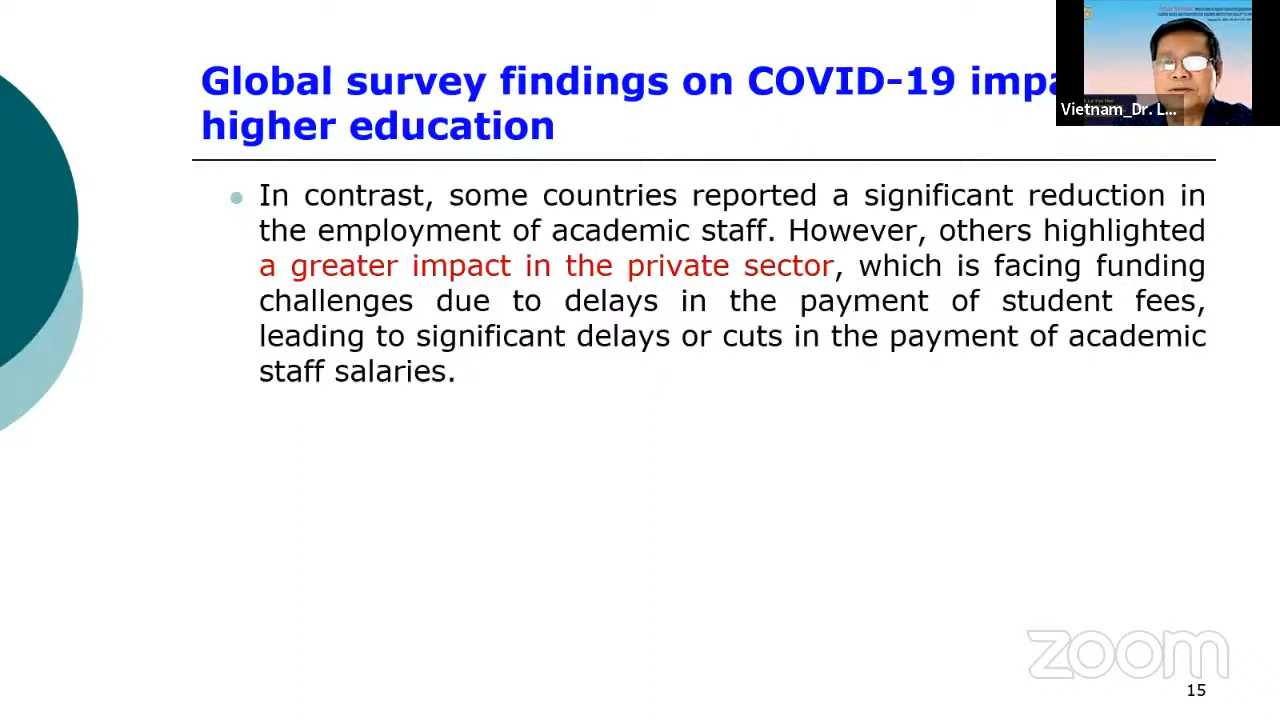 Global survey findings on COVID-19 impa
higher education
Vietnam_Dr. L...
In contrast, some countries reported a significant reduction in
the employment of academic staff. However, others highlighted
a greater impact in the private sector, which is facing funding
challenges due to delays in the payment of student fees,
leading to significant delays or cuts in the payment of academic
staff salaries.
zoom
15